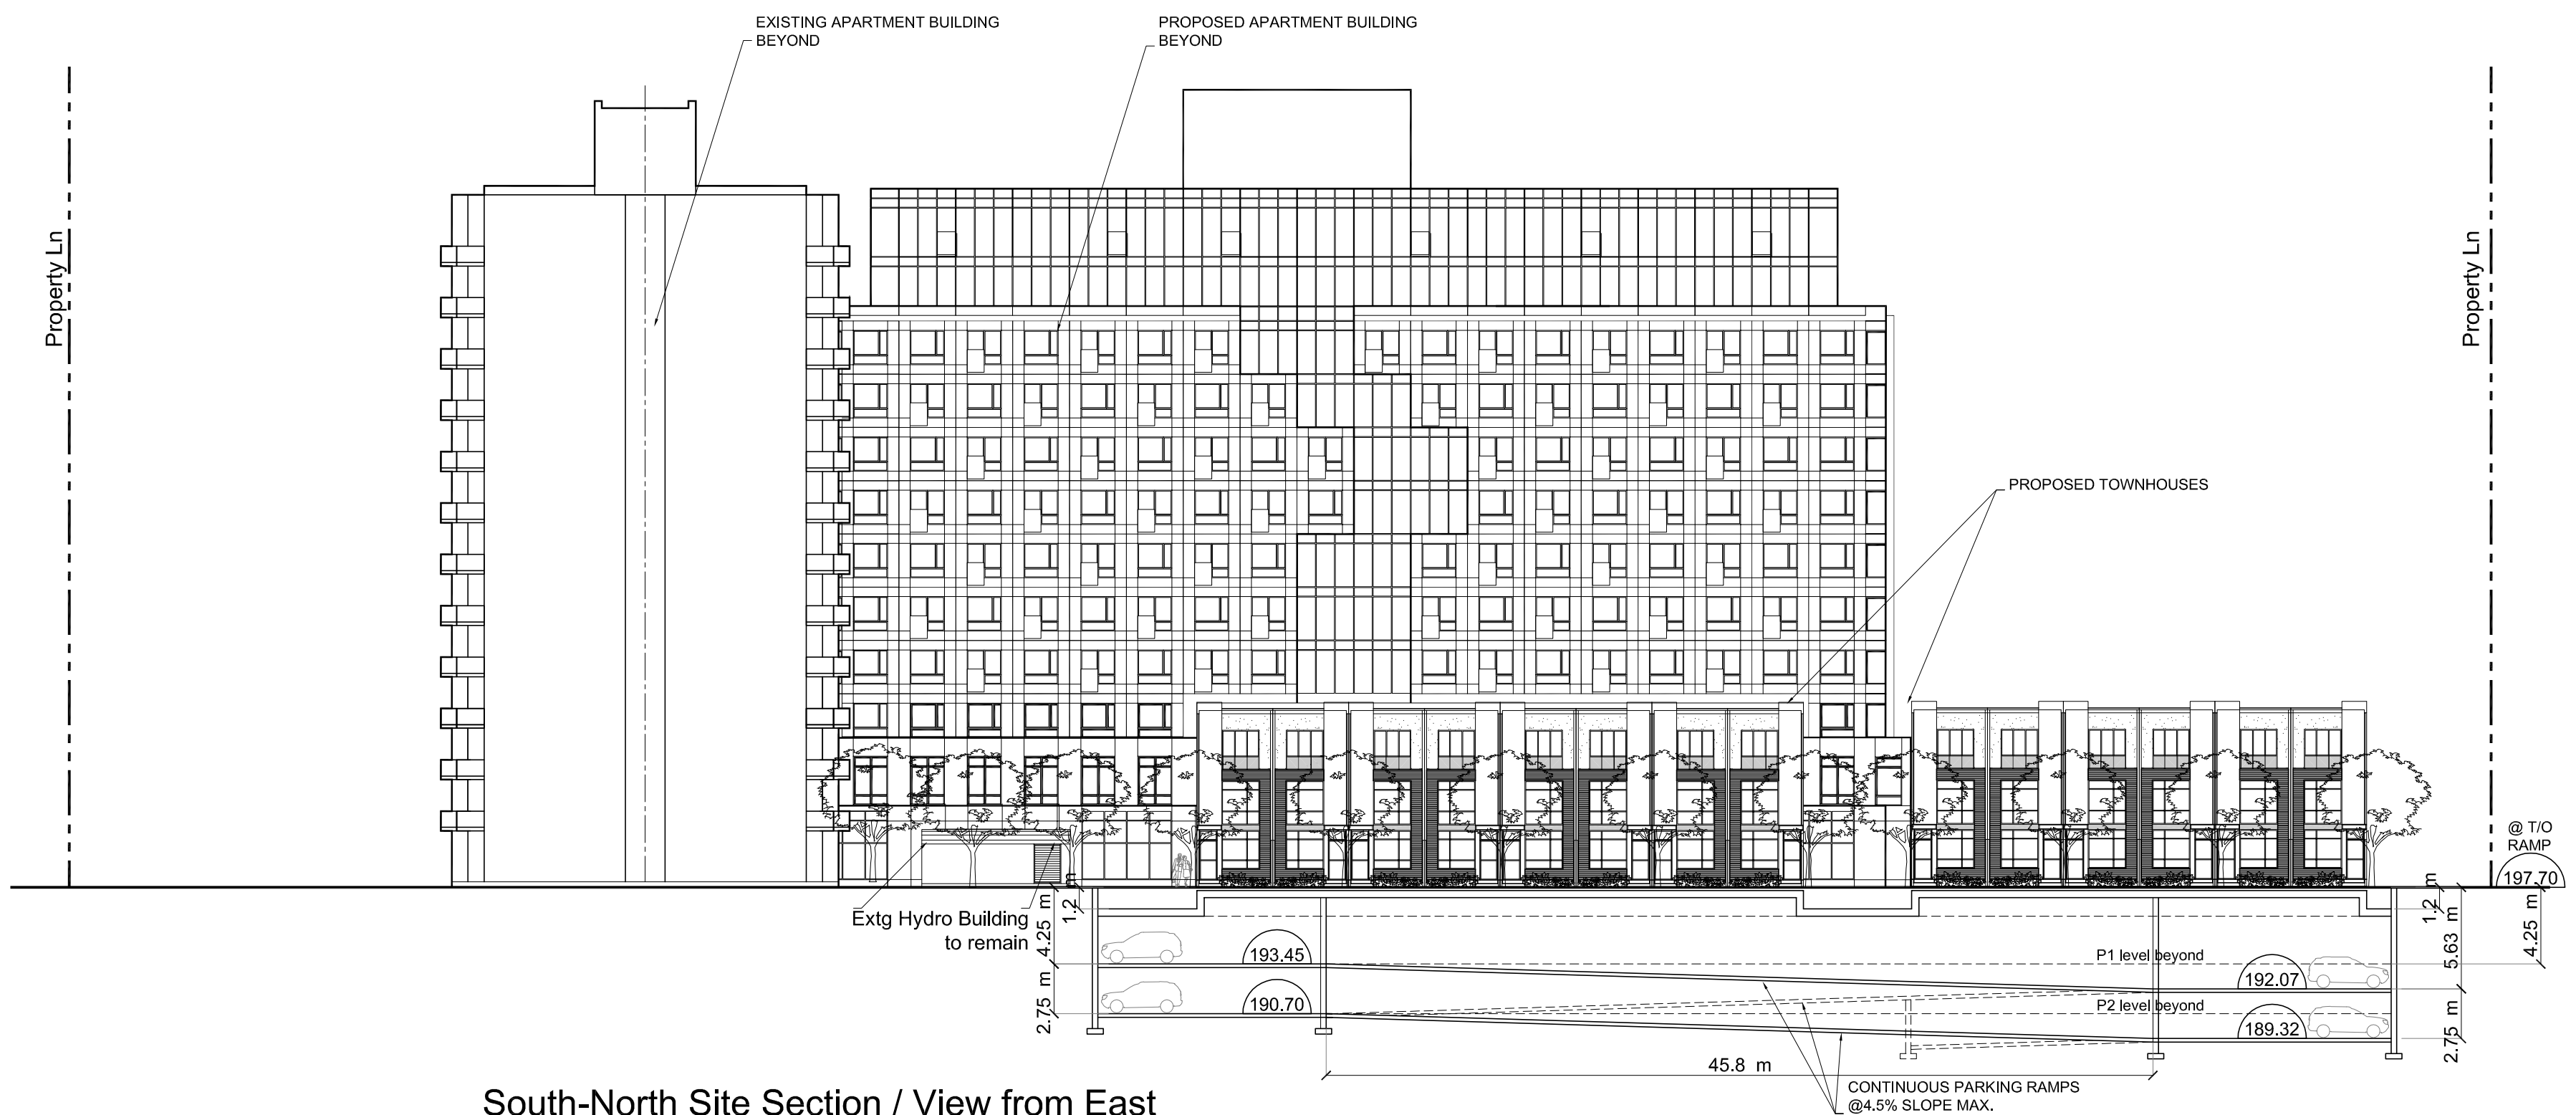 EXISTING APARTMENT BUILDING
BEYOND
PROPOSED APARTMENT BUILDING
BEYOND
Property Ln
Property Ln
PROPOSED TOWNHOUSES
@ T/O
RAMP
197.70
Extg Hydro Building
to remain
1.2 m
4.25 m
2.75 m
193.45
190.70
P1 level beyond
P2 level beyond
192.07
189.32
1.2 m
5.63 m
4.25 m
2.75 m
45.8 m
CONTINUOUS PARKING RAMPS
@4.5% SLOPE MAX.
South-North Site Section / View from East